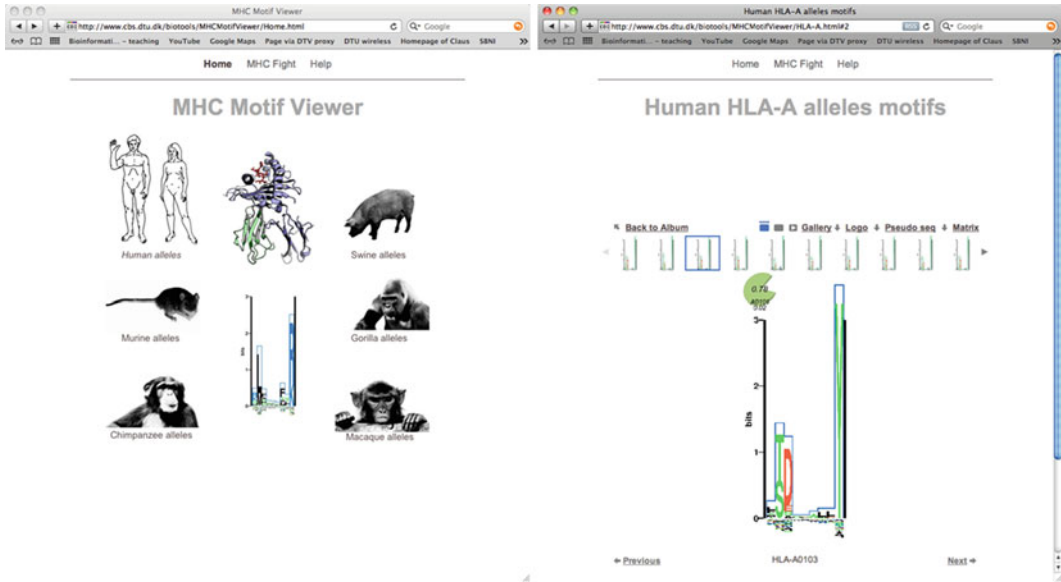 MHC Motif Viewer
http://www.cbs.dtu.dk/biotools/MHCMotifViewer/Home.html
Google
Bioinformati... – teaching YouTube Google Maps Page via DTV proxy DTU wireless Homepage of Claus SBNI
Home MHC Fight Help
MHC Motif Viewer
Human alleles
Swine alleles
Murine alleles
Gorilla alleles
bits
Chimpanzee alleles
Macaque alleles
Human HLA-A alleles motifs
http://www.cbs.dtu.dk/biotools/MHCMotifViewer/HLA-A.html#2
Google
Bioinformati... – teaching YouTube Google Maps Page via DTV proxy DTU wireless Homepage of Claus SBNI
Home MHC Fight Help
Human HLA-A alleles motifs
Back to Album Gallery Logo Pseudo seq Matrix
0.78
A0104
0.02
3
2
bits
1
0
HLA-A0103
Previous Next